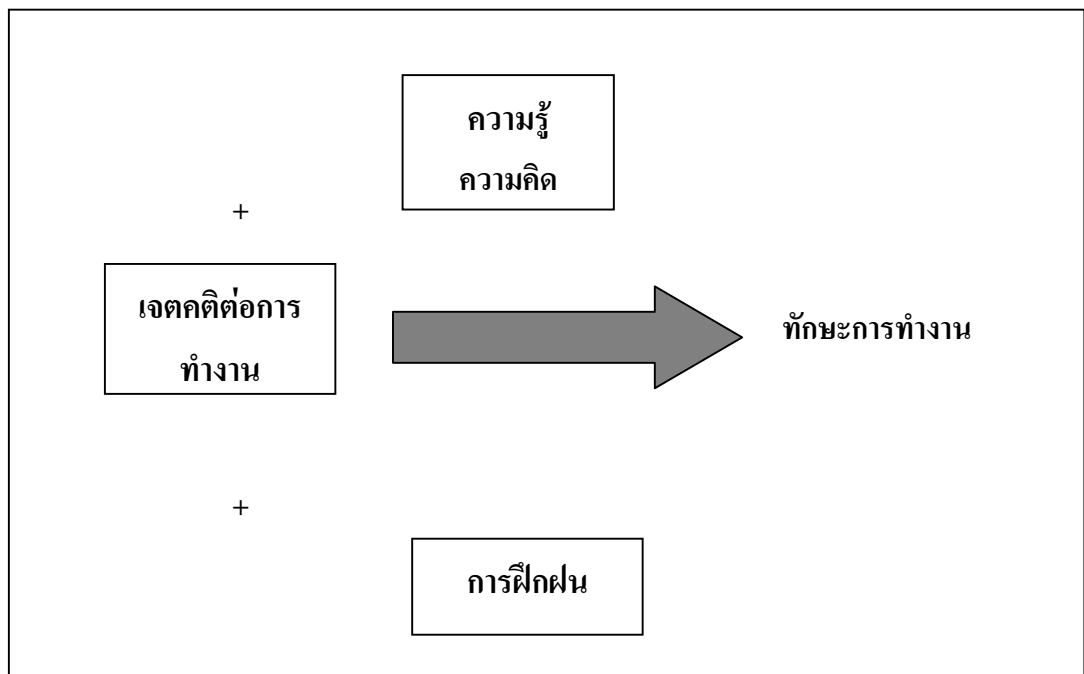 ความรู้
ความคิด
+
เจตคติต่อการ
ทำงาน
ทักษะการทำงาน
+
การฝึกฝน